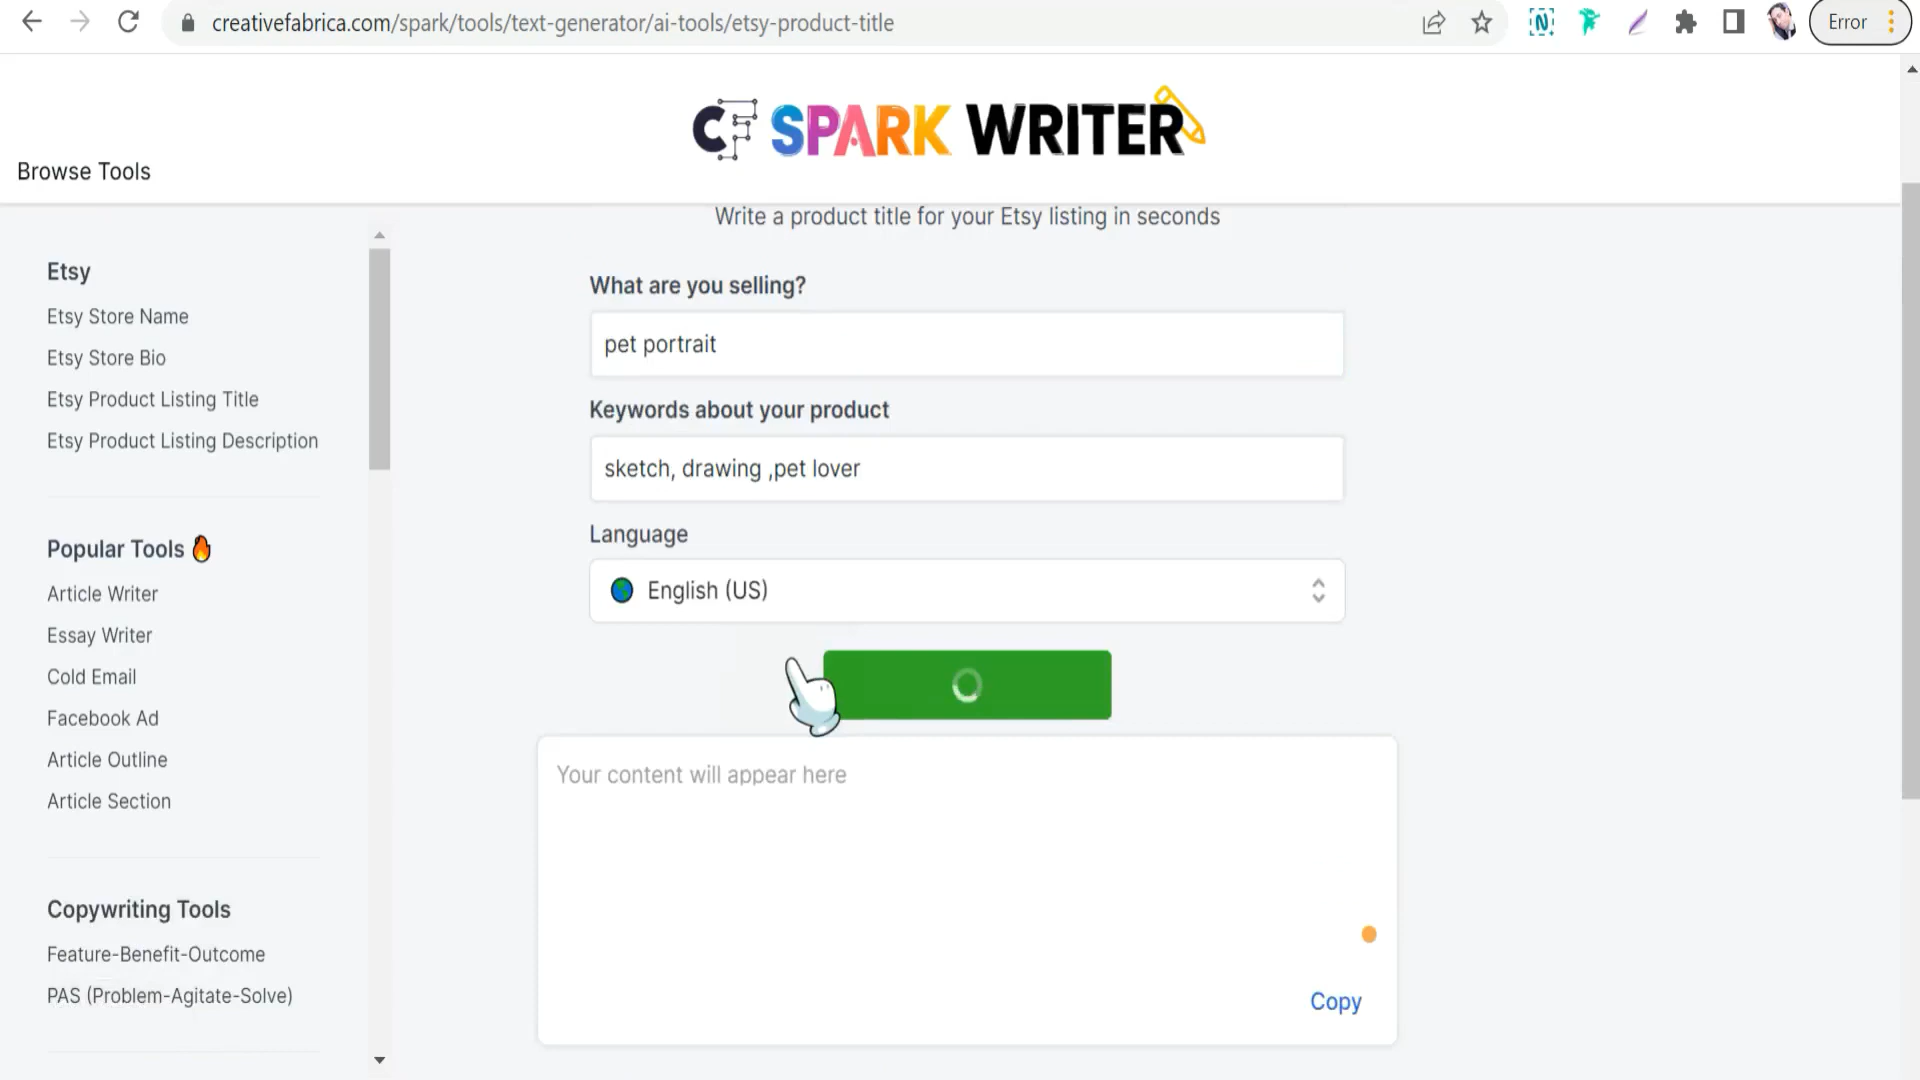 creativefabrica.com/spark/tools/text-generator/ai-tools/etsy-product-title
Error
CF SPARK WRITER
Browse Tools
Write a product title for your Etsy listing in seconds
Etsy
Etsy Store Name
Etsy Store Bio
Etsy Product Listing Title
Etsy Product Listing Description
Popular Tools
Article Writer
Essay Writer
Cold Email
Facebook Ad
Article Outline
Article Section
Copywriting Tools
Feature-Benefit-Outcome
PAS (Problem-Agitate-Solve)
What are you selling?
pet portrait
Keywords about your product
sketch, drawing ,pet lover
Language
English (US)
Your content will appear here
Copy